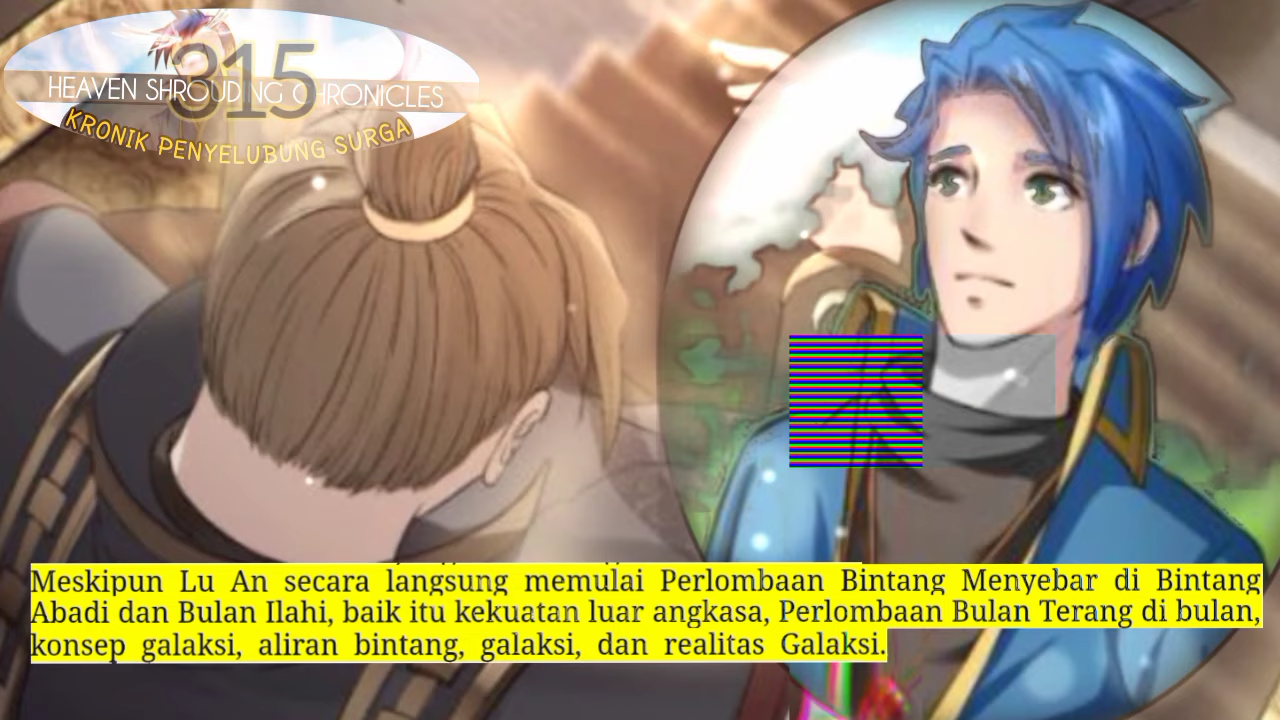 315
HEAVEN SHROUDING CHRONICLES
KRONIK PENYELUBUNG SURGA
Meskipun Lu An secara langsung memulai Perlombaan Bintang Menyebar di Bintang
Abadi dan Bulan Ilahi, baik itu kekuatan luar angkasa, Perlombaan Bulan Terang di bulan,
konsep galaksi, aliran bintang, galaksi, dan realitas Galaksi.